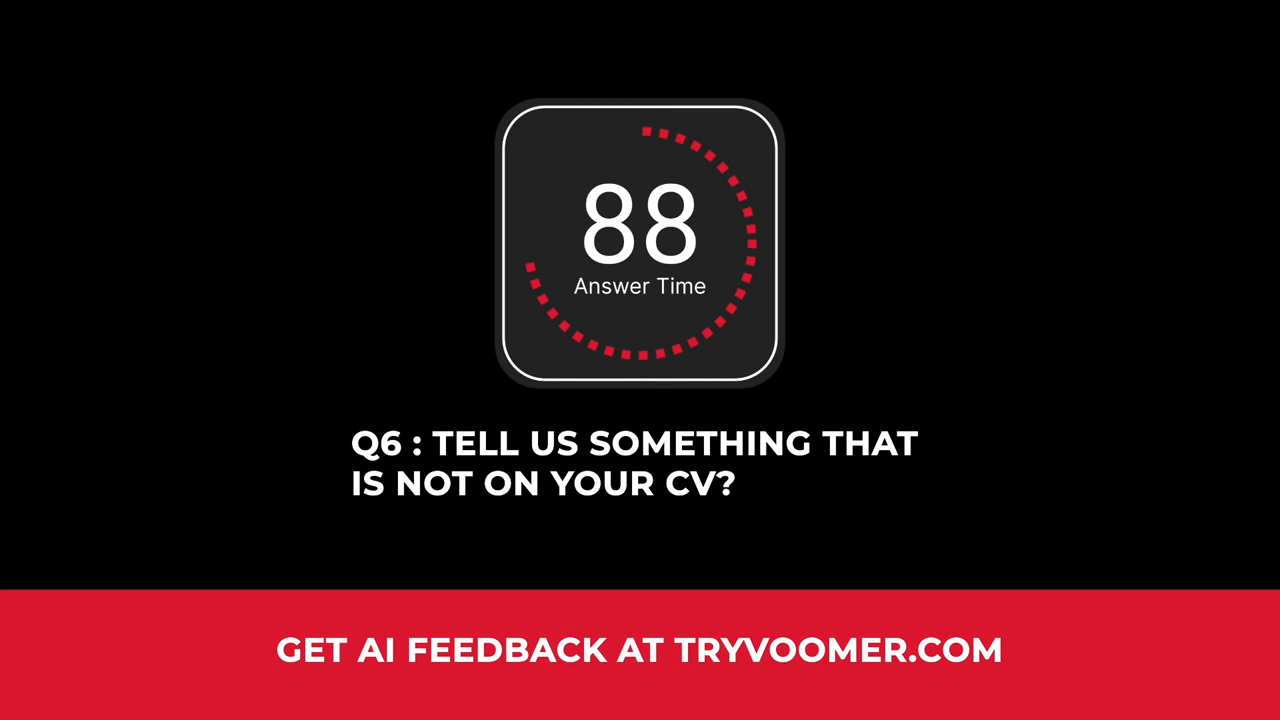 88
Answer Time
Q6 : TELL US SOMETHING THAT
IS NOT ON YOUR CV?
GET AI FEEDBACK AT TRYVOOMER.COM